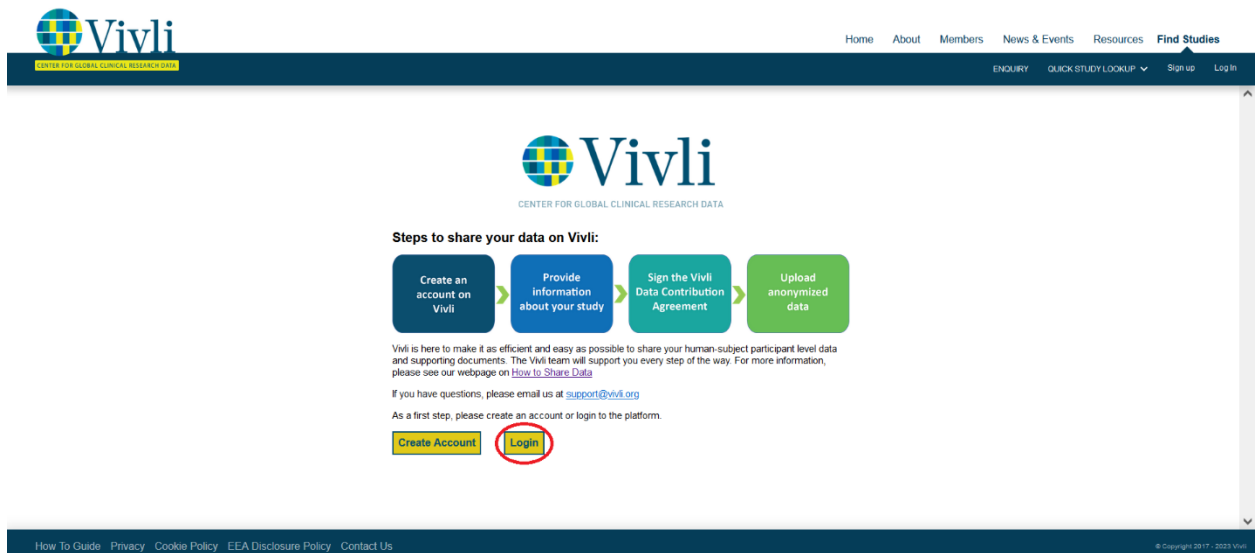 Vivli
CENTER FOR GLOBAL CLINICAL RESEARCH DATA
Home About Members News & Events Resources Find Studies
ENQUIRY QUICK STUDY LOOKUP Sign up Log In
Vivli
CENTER FOR GLOBAL CLINICAL RESEARCH DATA
Steps to share your data on Vivli:
Create an
account on
Vivli
Provide
information
about your study
Sign the Vivli
Data Contribution
Agreement
Upload
anonymized
data
Vivli is here to make it as efficient and easy as possible to share your human-subject participant level data
and supporting documents. The Vivli team will support you every step of the way. For more information,
please see our webpage on How to Share Data
If you have questions, please email us at support@vivli.org
As a first step, please create an account or login to the platform.
Create Account Login
How To Guide Privacy Cookie Policy EEA Disclosure Policy Contact Us
© Copyright 2017 - 2023 Vivli